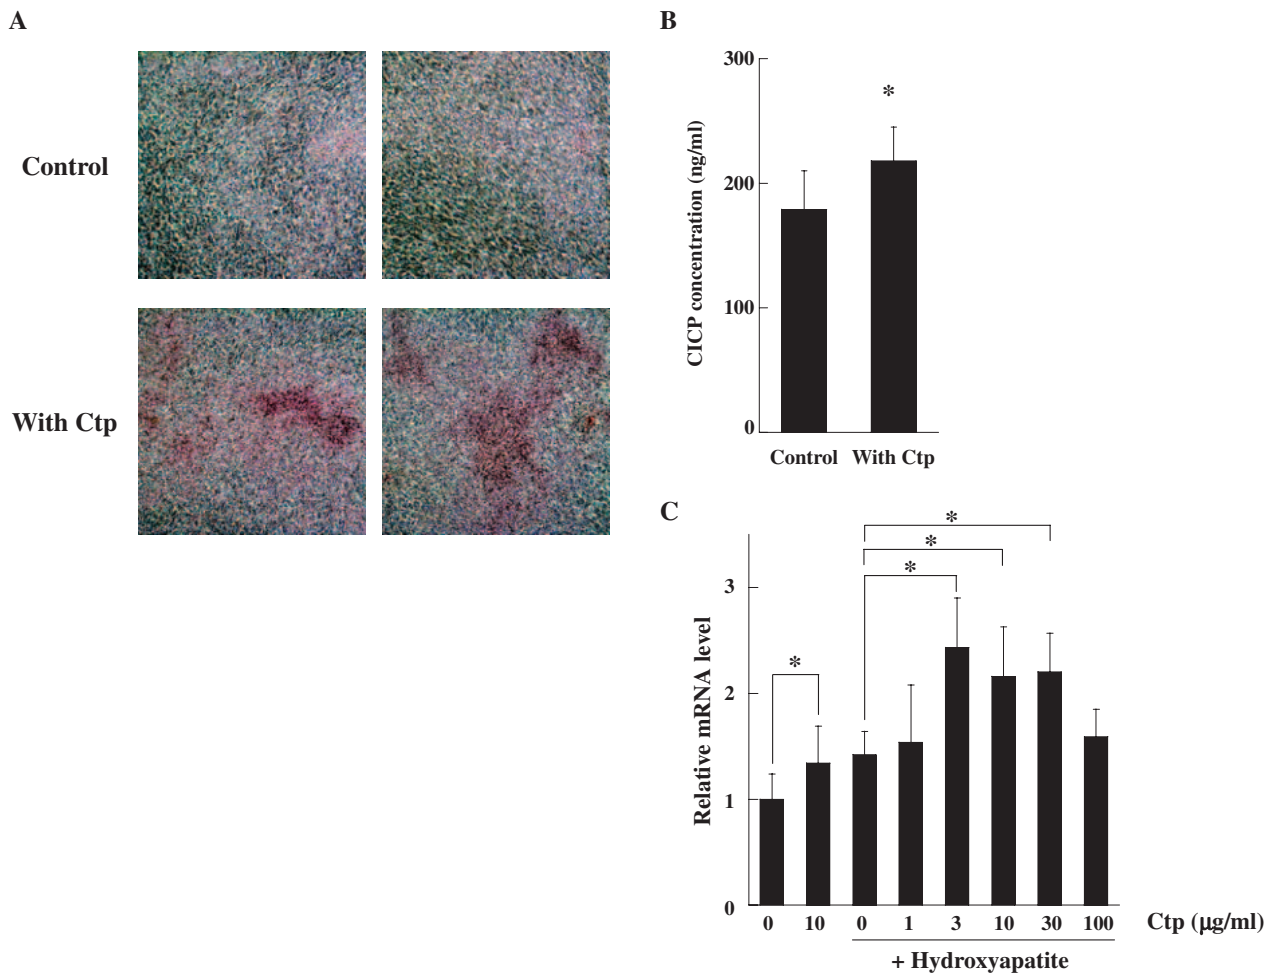 A
Control
With Ctp
B
300
200
100
0
CICP concentration (ng/ml)
*
Control With Ctp
C
3
2
1
0
Relative mRNA level
*
*
*
*
0 10 0 1 3 10 30 100 Ctp (μg/ml)
+ Hydroxyapatite